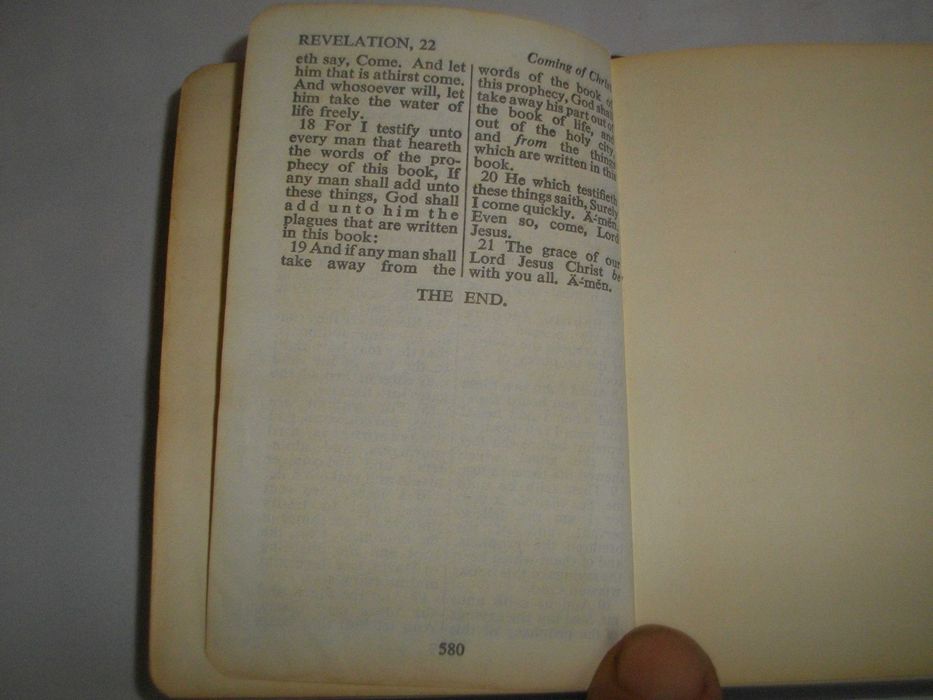 REVELATION, 22
Coming of Christ
eth say, Come. And let
him that is athirst come.
And whosoever will, let
him take the water of
life freely.
18 For I testify unto
every man that heareth
the words of the pro-
phecy of this book, If
any man shall add unto
these things, God shall
add unto him the
plagues that are written
in this book:
19 And if any man shall
take away from the
words of the book of
this prophecy, God shall
take away his part out of
the book of life, and
out of the holy city,
and from the things
which are written in this
book.
20 He which testifieth
these things saith, Surely
I come quickly. Ā́-mĕn.
Even so, come, Lord
Jesus.
21 The grace of our
Lord Jesus Christ be
with you all. Ā́-mĕn.
THE END.
580